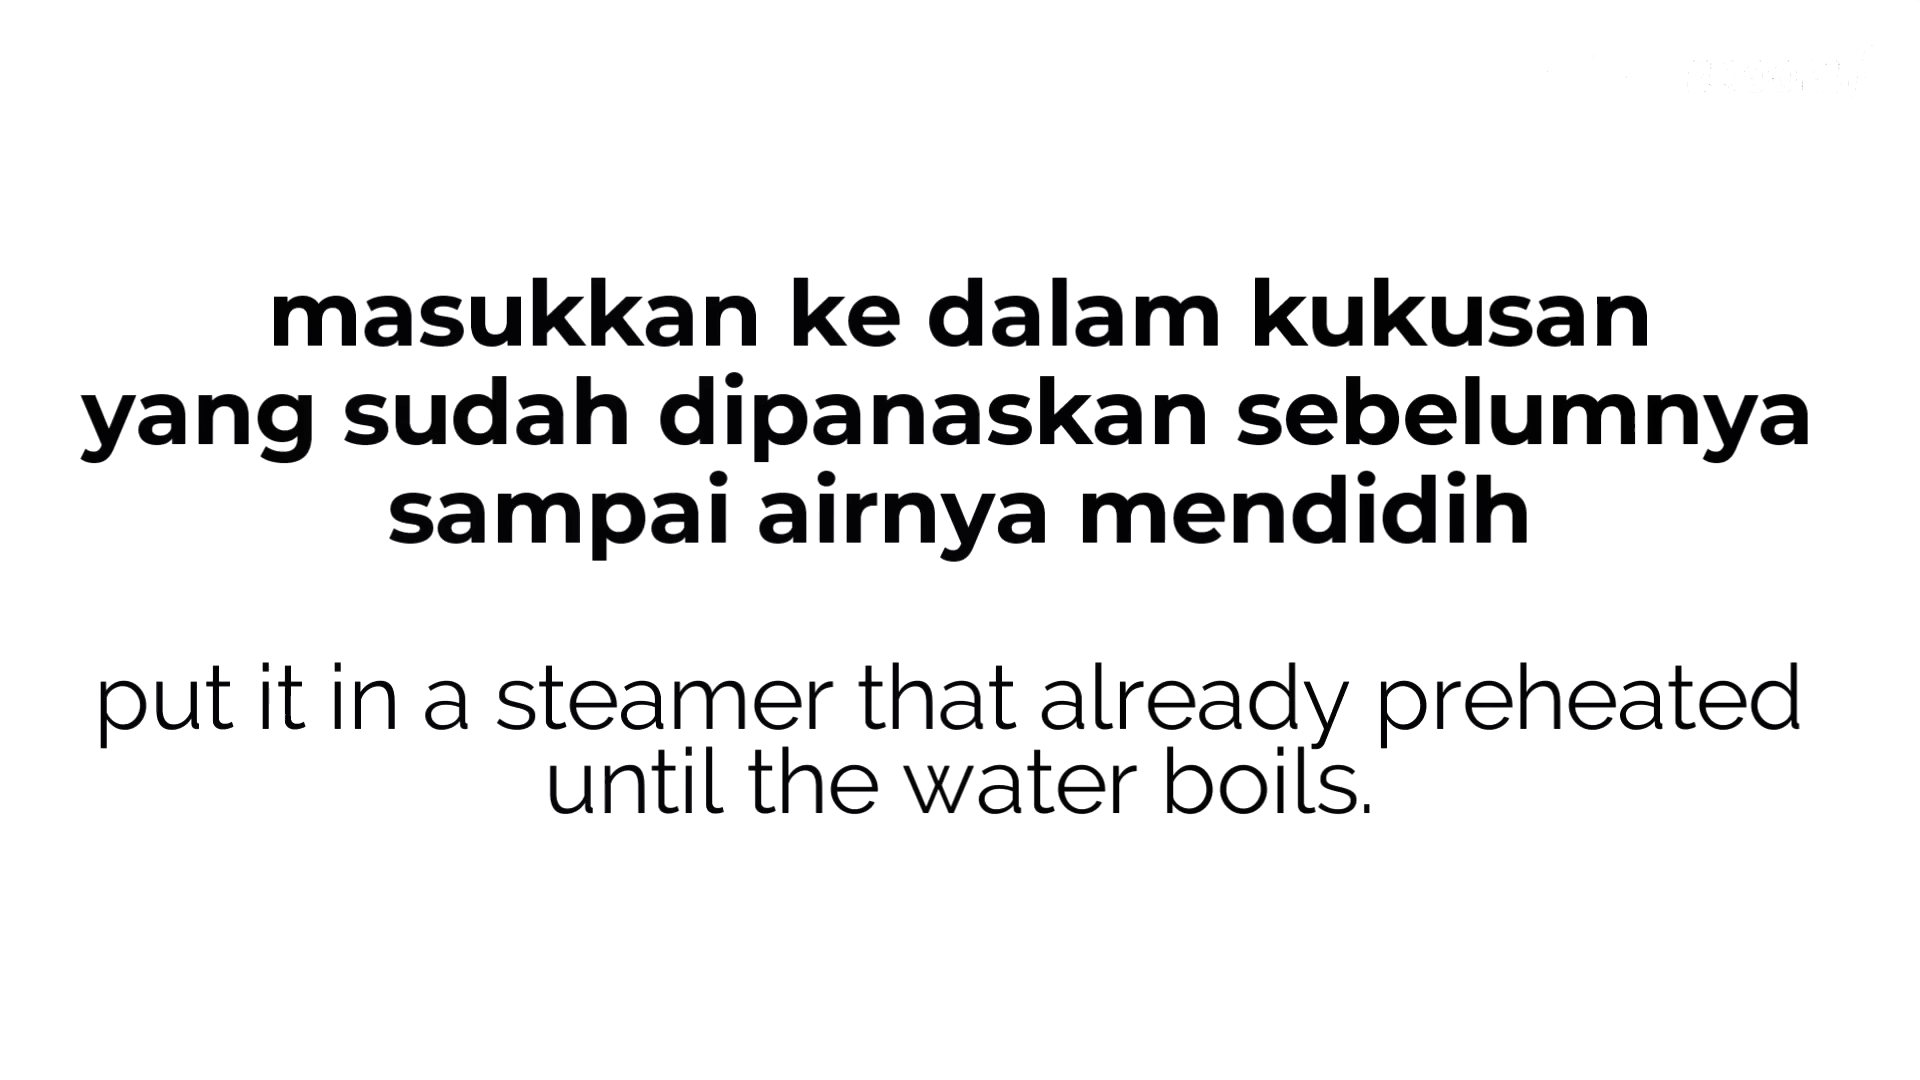 masukkan ke dalam kukusan
yang sudah dipanaskan sebelumnya
sampai airnya mendidih
put it in a steamer that already preheated
until the water boils.